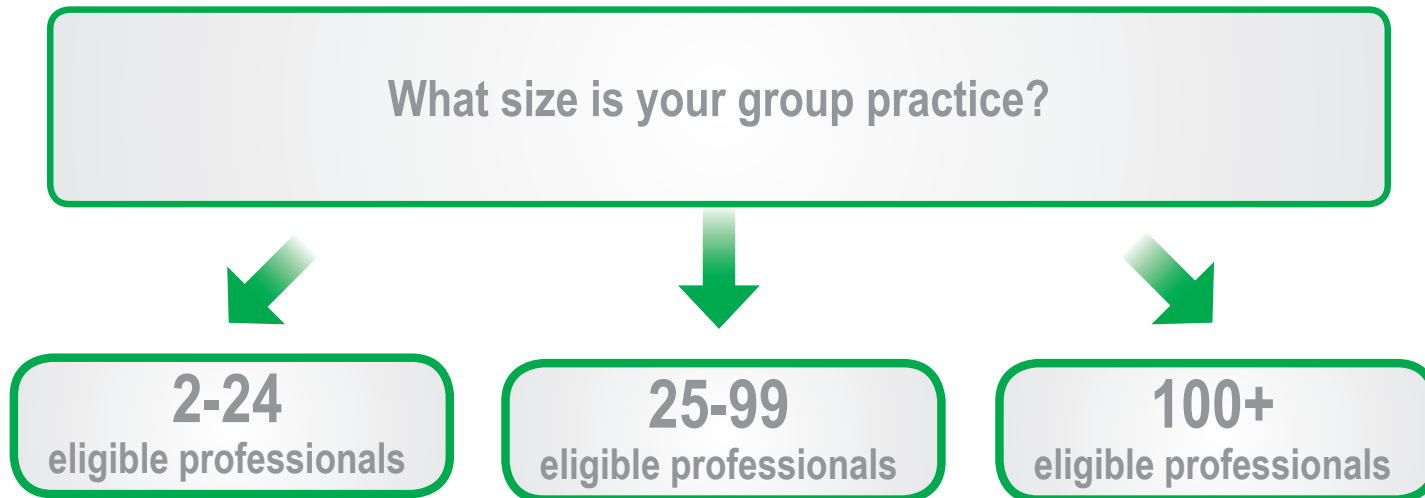 What size is your group practice?
2-24
eligible professionals
25-99
eligible professionals
100+
eligible professionals